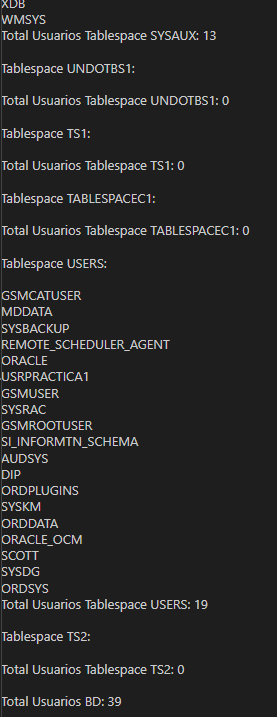 XDB
WMSYS
Total Usuarios Tablespace SYSAUX: 13
Tablespace UNDOTBS1:
Total Usuarios Tablespace UNDOTBS1: 0
Tablespace TS1:
Total Usuarios Tablespace TS1: 0
Tablespace TABLESPACEC1:
Total Usuarios Tablespace TABLESPACEC1: 0
Tablespace USERS:
GSMCATUSER
MDDATA
SYSBACKUP
REMOTE_SCHEDULER_AGENT
ORACLE
USRPRACTICA1
GSMUSER
SYSRAC
GSMROOTUSER
SI_INFORMTN_SCHEMA
AUDSYS
DIP
ORDPLUGINS
SYSKM
ORDDATA
ORACLE_OCM
SCOTT
SYSDG
ORDSYS
Total Usuarios Tablespace USERS: 19
Tablespace TS2:
Total Usuarios Tablespace TS2: 0
Total Usuarios BD: 39